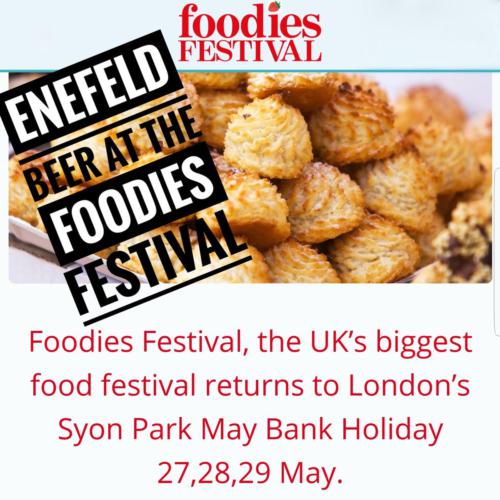 foodies
FESTIVAL
ENEFELD
BEER AT THE
FOODIES
FESTIVAL
Foodies Festival, the UK’s biggest
food festival returns to London’s
Syon Park May Bank Holiday
27,28,29 May.